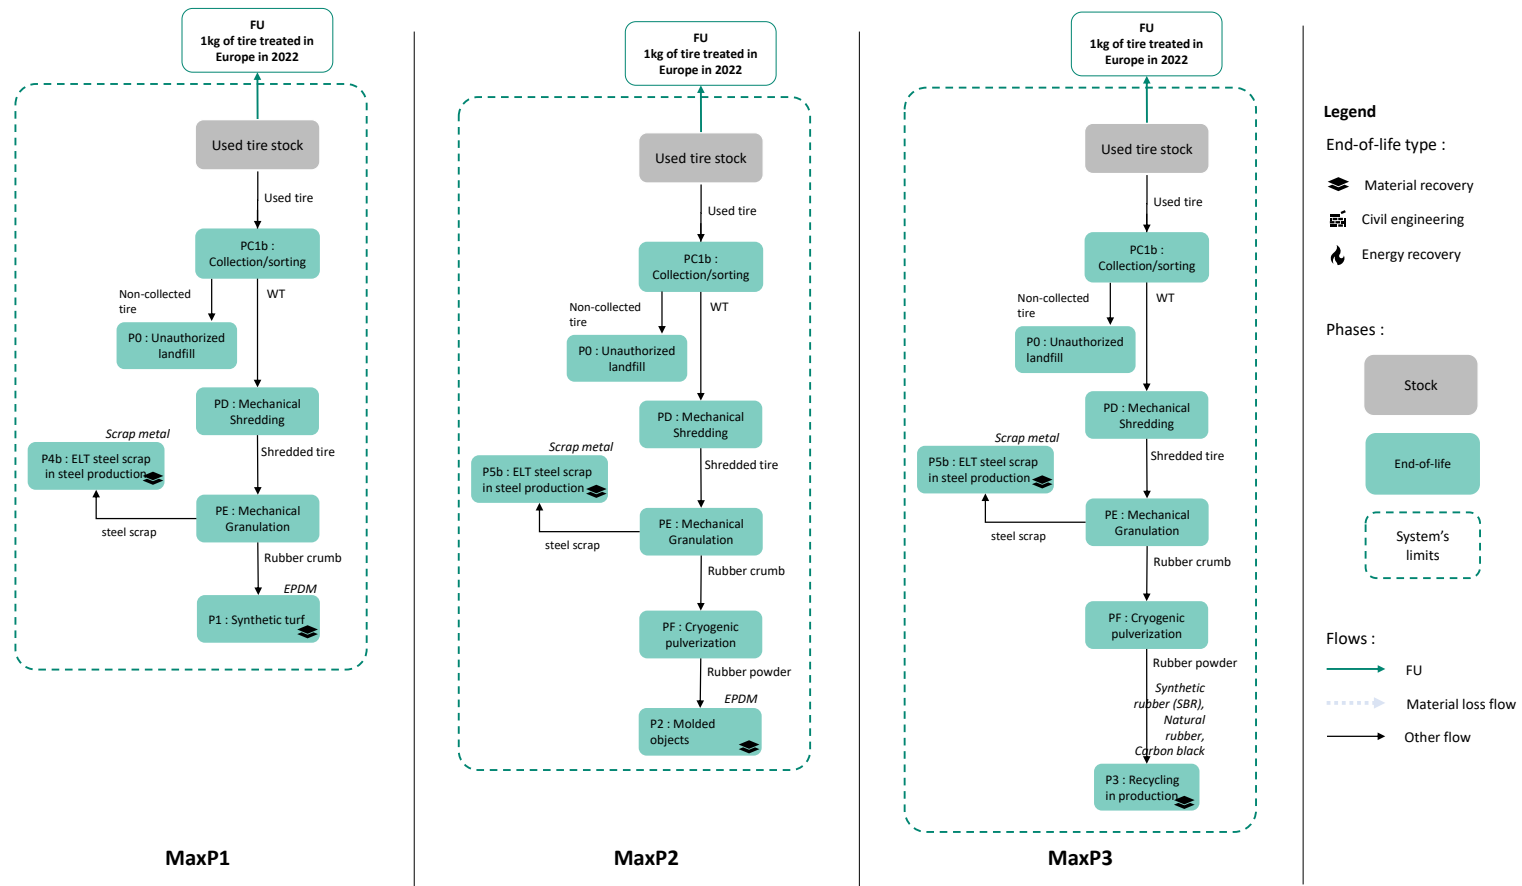 FU
1kg of tire treated in
Europe in 2022
Used tire stock
Used tire
PC1b :
Collection/sorting
Non-collected
tire
WT
P0 : Unauthorized
landfill
PD : Mechanical
Shredding
Scrap metal
Shredded tire
P4b : ELT steel scrap
in steel production
PE : Mechanical
Granulation
steel scrap
Rubber crumb
EPDM
P1 : Synthetic turf
MaxP1
FU
1kg of tire treated in
Europe in 2022
Used tire stock
Used tire
PC1b :
Collection/sorting
Non-collected
tire
WT
P0 : Unauthorized
landfill
PD : Mechanical
Shredding
Scrap metal
Shredded tire
P5b : ELT steel scrap
in steel production
PE : Mechanical
Granulation
steel scrap
Rubber crumb
PF : Cryogenic
pulverization
Rubber powder
EPDM
P2 : Molded
objects
MaxP2
FU
1kg of tire treated in
Europe in 2022
Used tire stock
Used tire
PC1b :
Collection/sorting
Non-collected
tire
WT
P0 : Unauthorized
landfill
PD : Mechanical
Shredding
Scrap metal
Shredded tire
P5b : ELT steel scrap
in steel production
PE : Mechanical
Granulation
steel scrap
Rubber crumb
PF : Cryogenic
pulverization
Rubber powder
Synthetic
rubber (SBR),
Natural
rubber,
Carbon black
P3 : Recycling
in production
MaxP3
Legend
End-of-life type :
Material recovery
Civil engineering
Energy recovery
Phases :
Stock
End-of-life
System's
limits
Flows :
FU
Material loss flow
Other flow